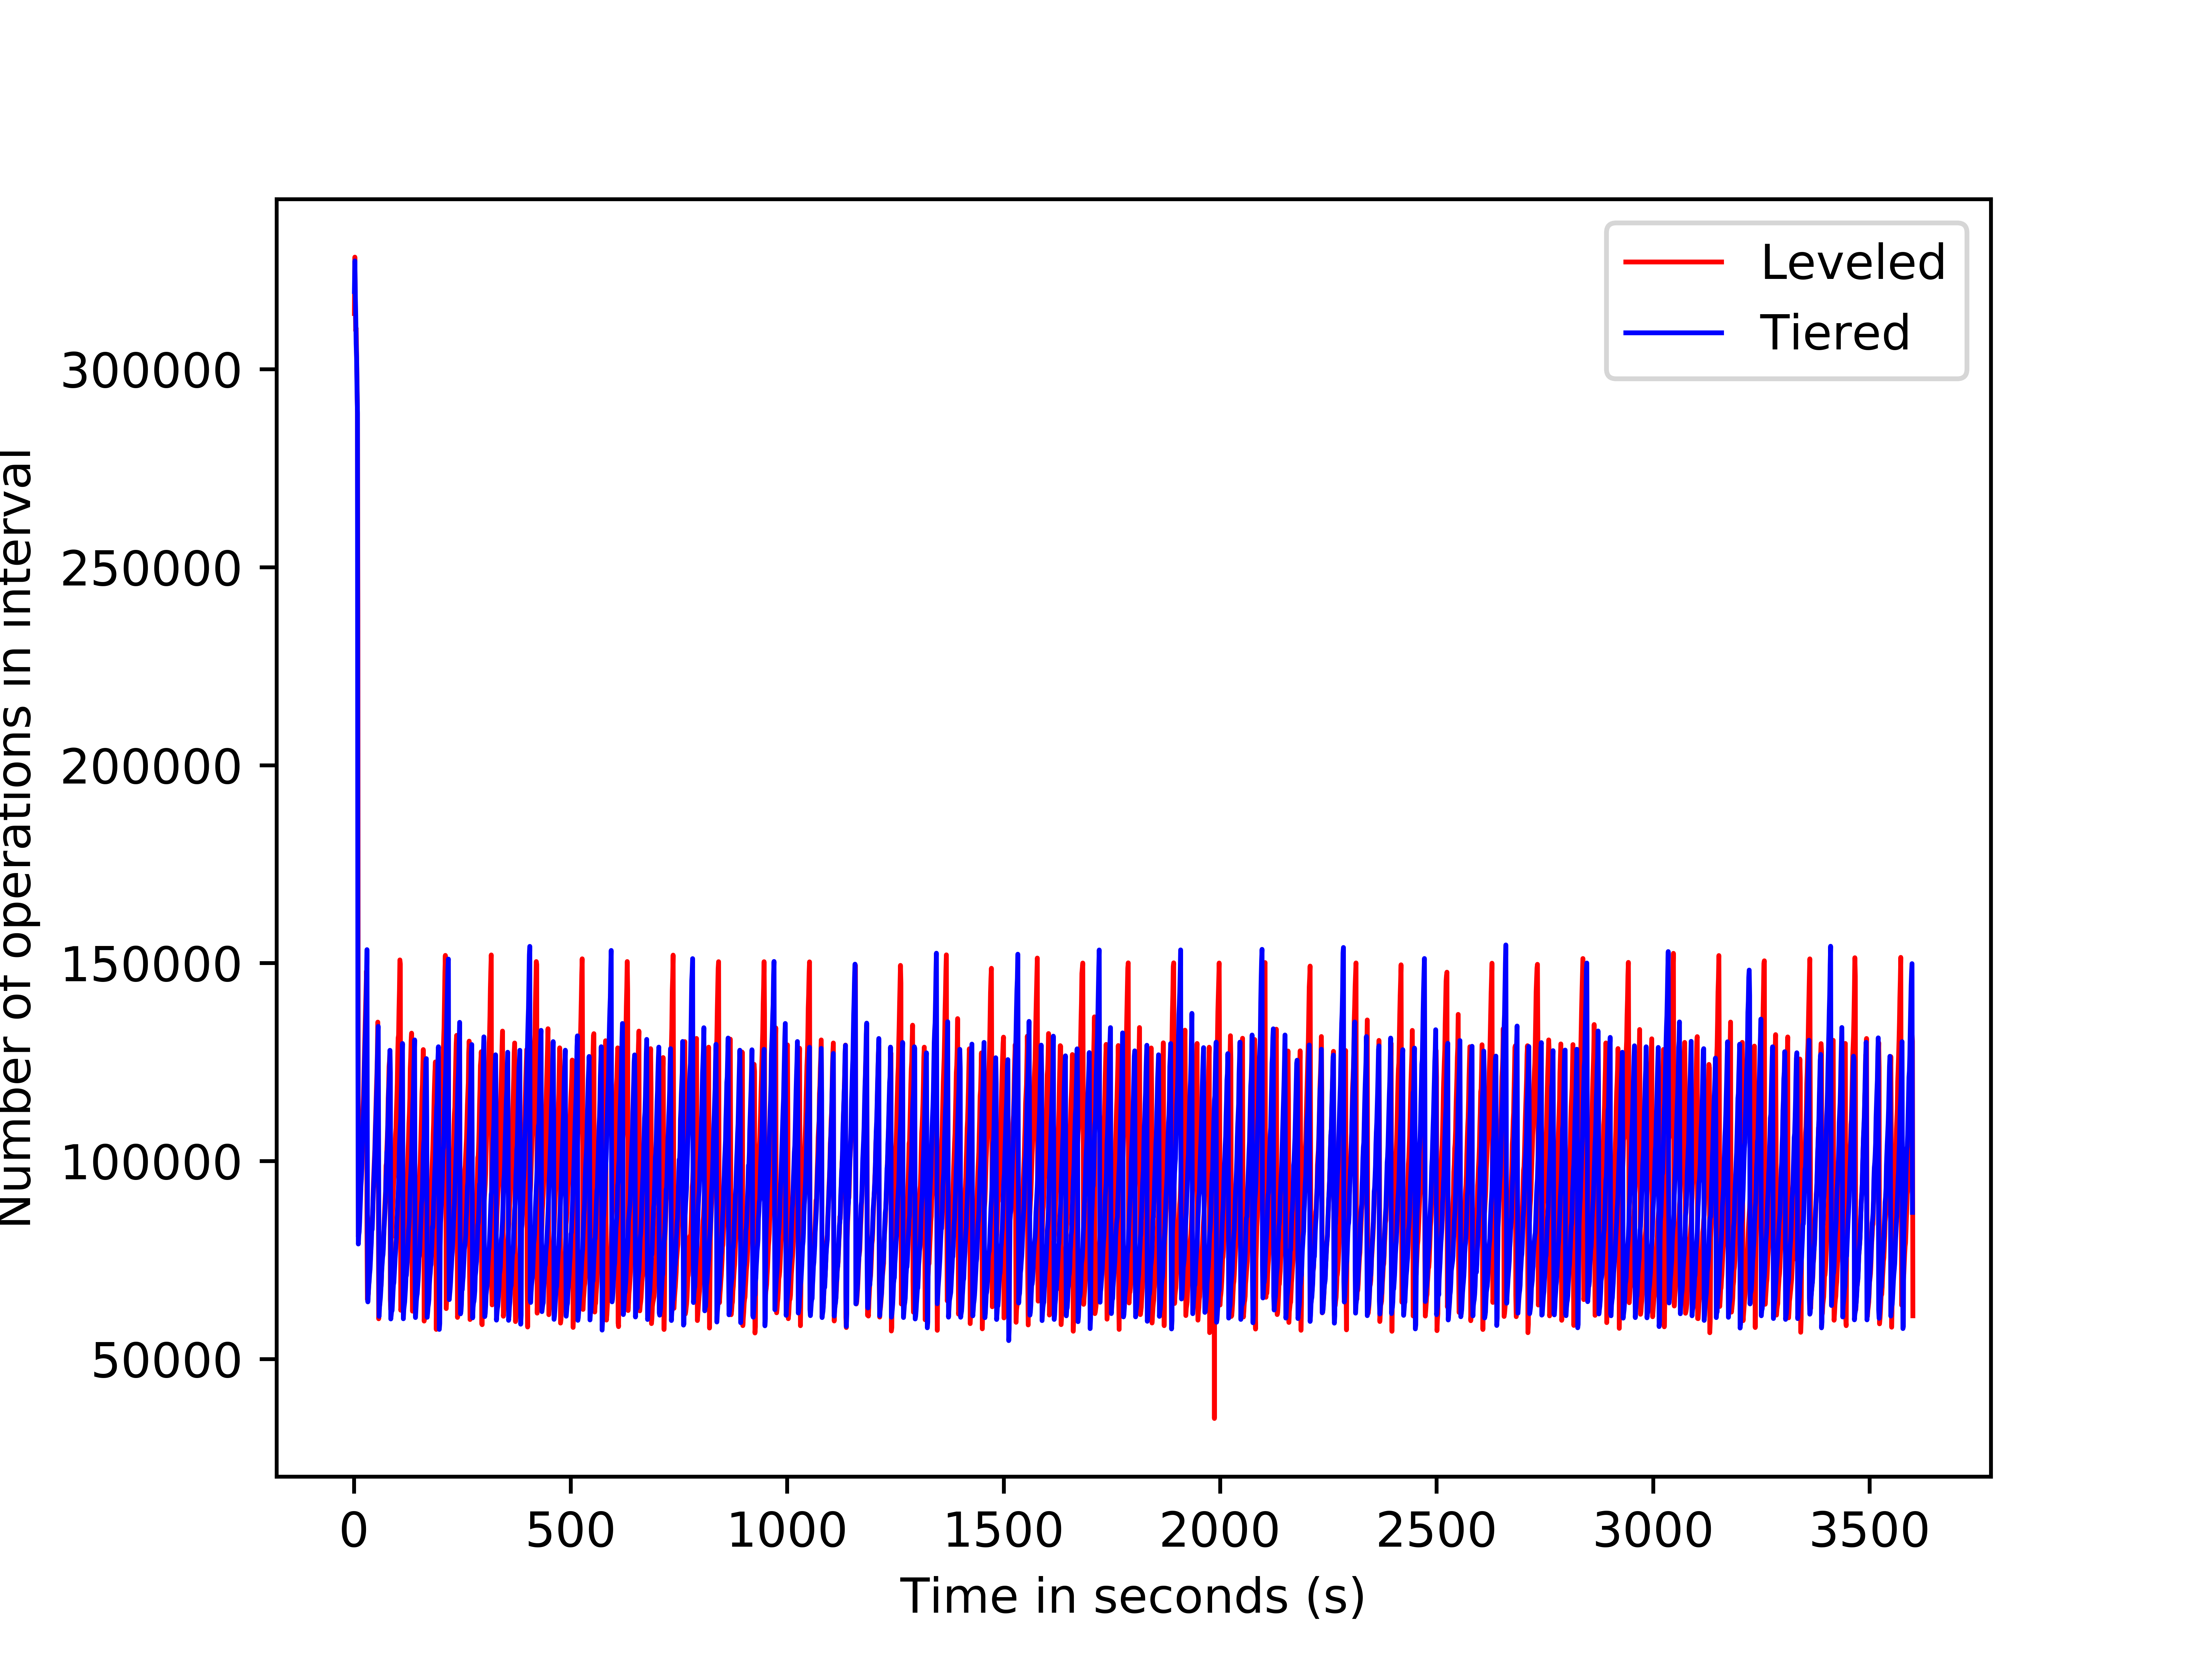 Leveled
Tiered
300000
250000
200000
150000
100000
50000
Number of operations in interval
0 500 1000 1500 2000 2500 3000 3500
Time in seconds (s)